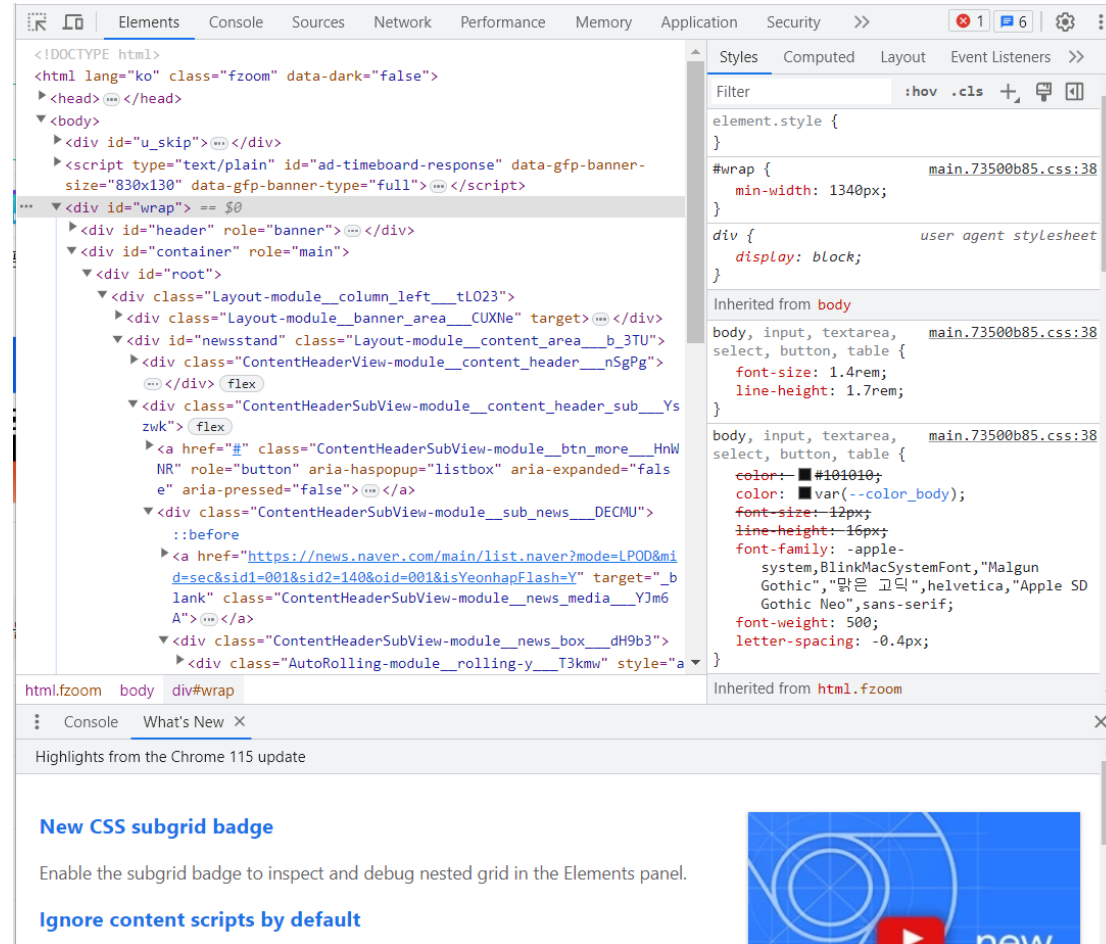 Elements Console Sources Network Performance Memory Application Security >> 1 6
<!DOCTYPE html>
<html lang="ko" class="fzoom" data-dark="false">
<head> … </head>
<body>
<div id="u_skip"> … </div>
<script type="text/plain" id="ad-timeboard-response" data-gfp-banner-
size="830x130" data-gfp-banner-type="full"> … </script>
… <div id="wrap"> == $0
<div id="header" role="banner"> … </div>
<div id="container" role="main">
<div id="root">
<div class="Layout-module__column_left___tLO23">
<div class="Layout-module__banner_area___CUXNe" target> … </div>
<div id="newsstand" class="Layout-module__content_area___b_3TU">
<div class="ContentHeaderView-module__content_header___nSgPg">
… </div> flex
<div class="ContentHeaderSubView-module__content_header_sub___Ys
zwk"> flex
<a href="#" class="ContentHeaderSubView-module__btn_more___HnW
NR" role="button" aria-haspopup="listbox" aria-expanded="fals
e" aria-pressed="false"> … </a>
<div class="ContentHeaderSubView-module__sub_news___DECMU">
::before
<a href="https://news.naver.com/main/list.naver?mode=LPOD&mi
d=sec&sid1=001&sid2=140&oid=001&isYeonhapFlash=Y" target="_b
lank" class="ContentHeaderSubView-module__news_media___YJm6
A"> … </a>
<div class="ContentHeaderSubView-module__news_box___dH9b3">
<div class="AutoRolling-module__rolling-y___T3kmw" style="a
html.fzoom body div#wrap
Styles Computed Layout Event Listeners >>
Filter :hov .cls
element.style {
}
#wrap { main.73500b85.css:38
min-width: 1340px;
}
div { user agent stylesheet
display: block;
}
Inherited from body
body, input, textarea, main.73500b85.css:38
select, button, table {
font-size: 1.4rem;
line-height: 1.7rem;
}
body, input, textarea, main.73500b85.css:38
select, button, table {
color: #101010;
color: var(--color_body);
font-size: 12px;
line-height: 16px;
font-family: -apple-
system,BlinkMacSystemFont,"Malgun
Gothic","맑은 고딕",helvetica,"Apple SD
Gothic Neo",sans-serif;
font-weight: 500;
letter-spacing: -0.4px;
}
Inherited from html.fzoom
Console What's New
Highlights from the Chrome 115 update
New CSS subgrid badge
Enable the subgrid badge to inspect and debug nested grid in the Elements panel.
Ignore content scripts by default
new